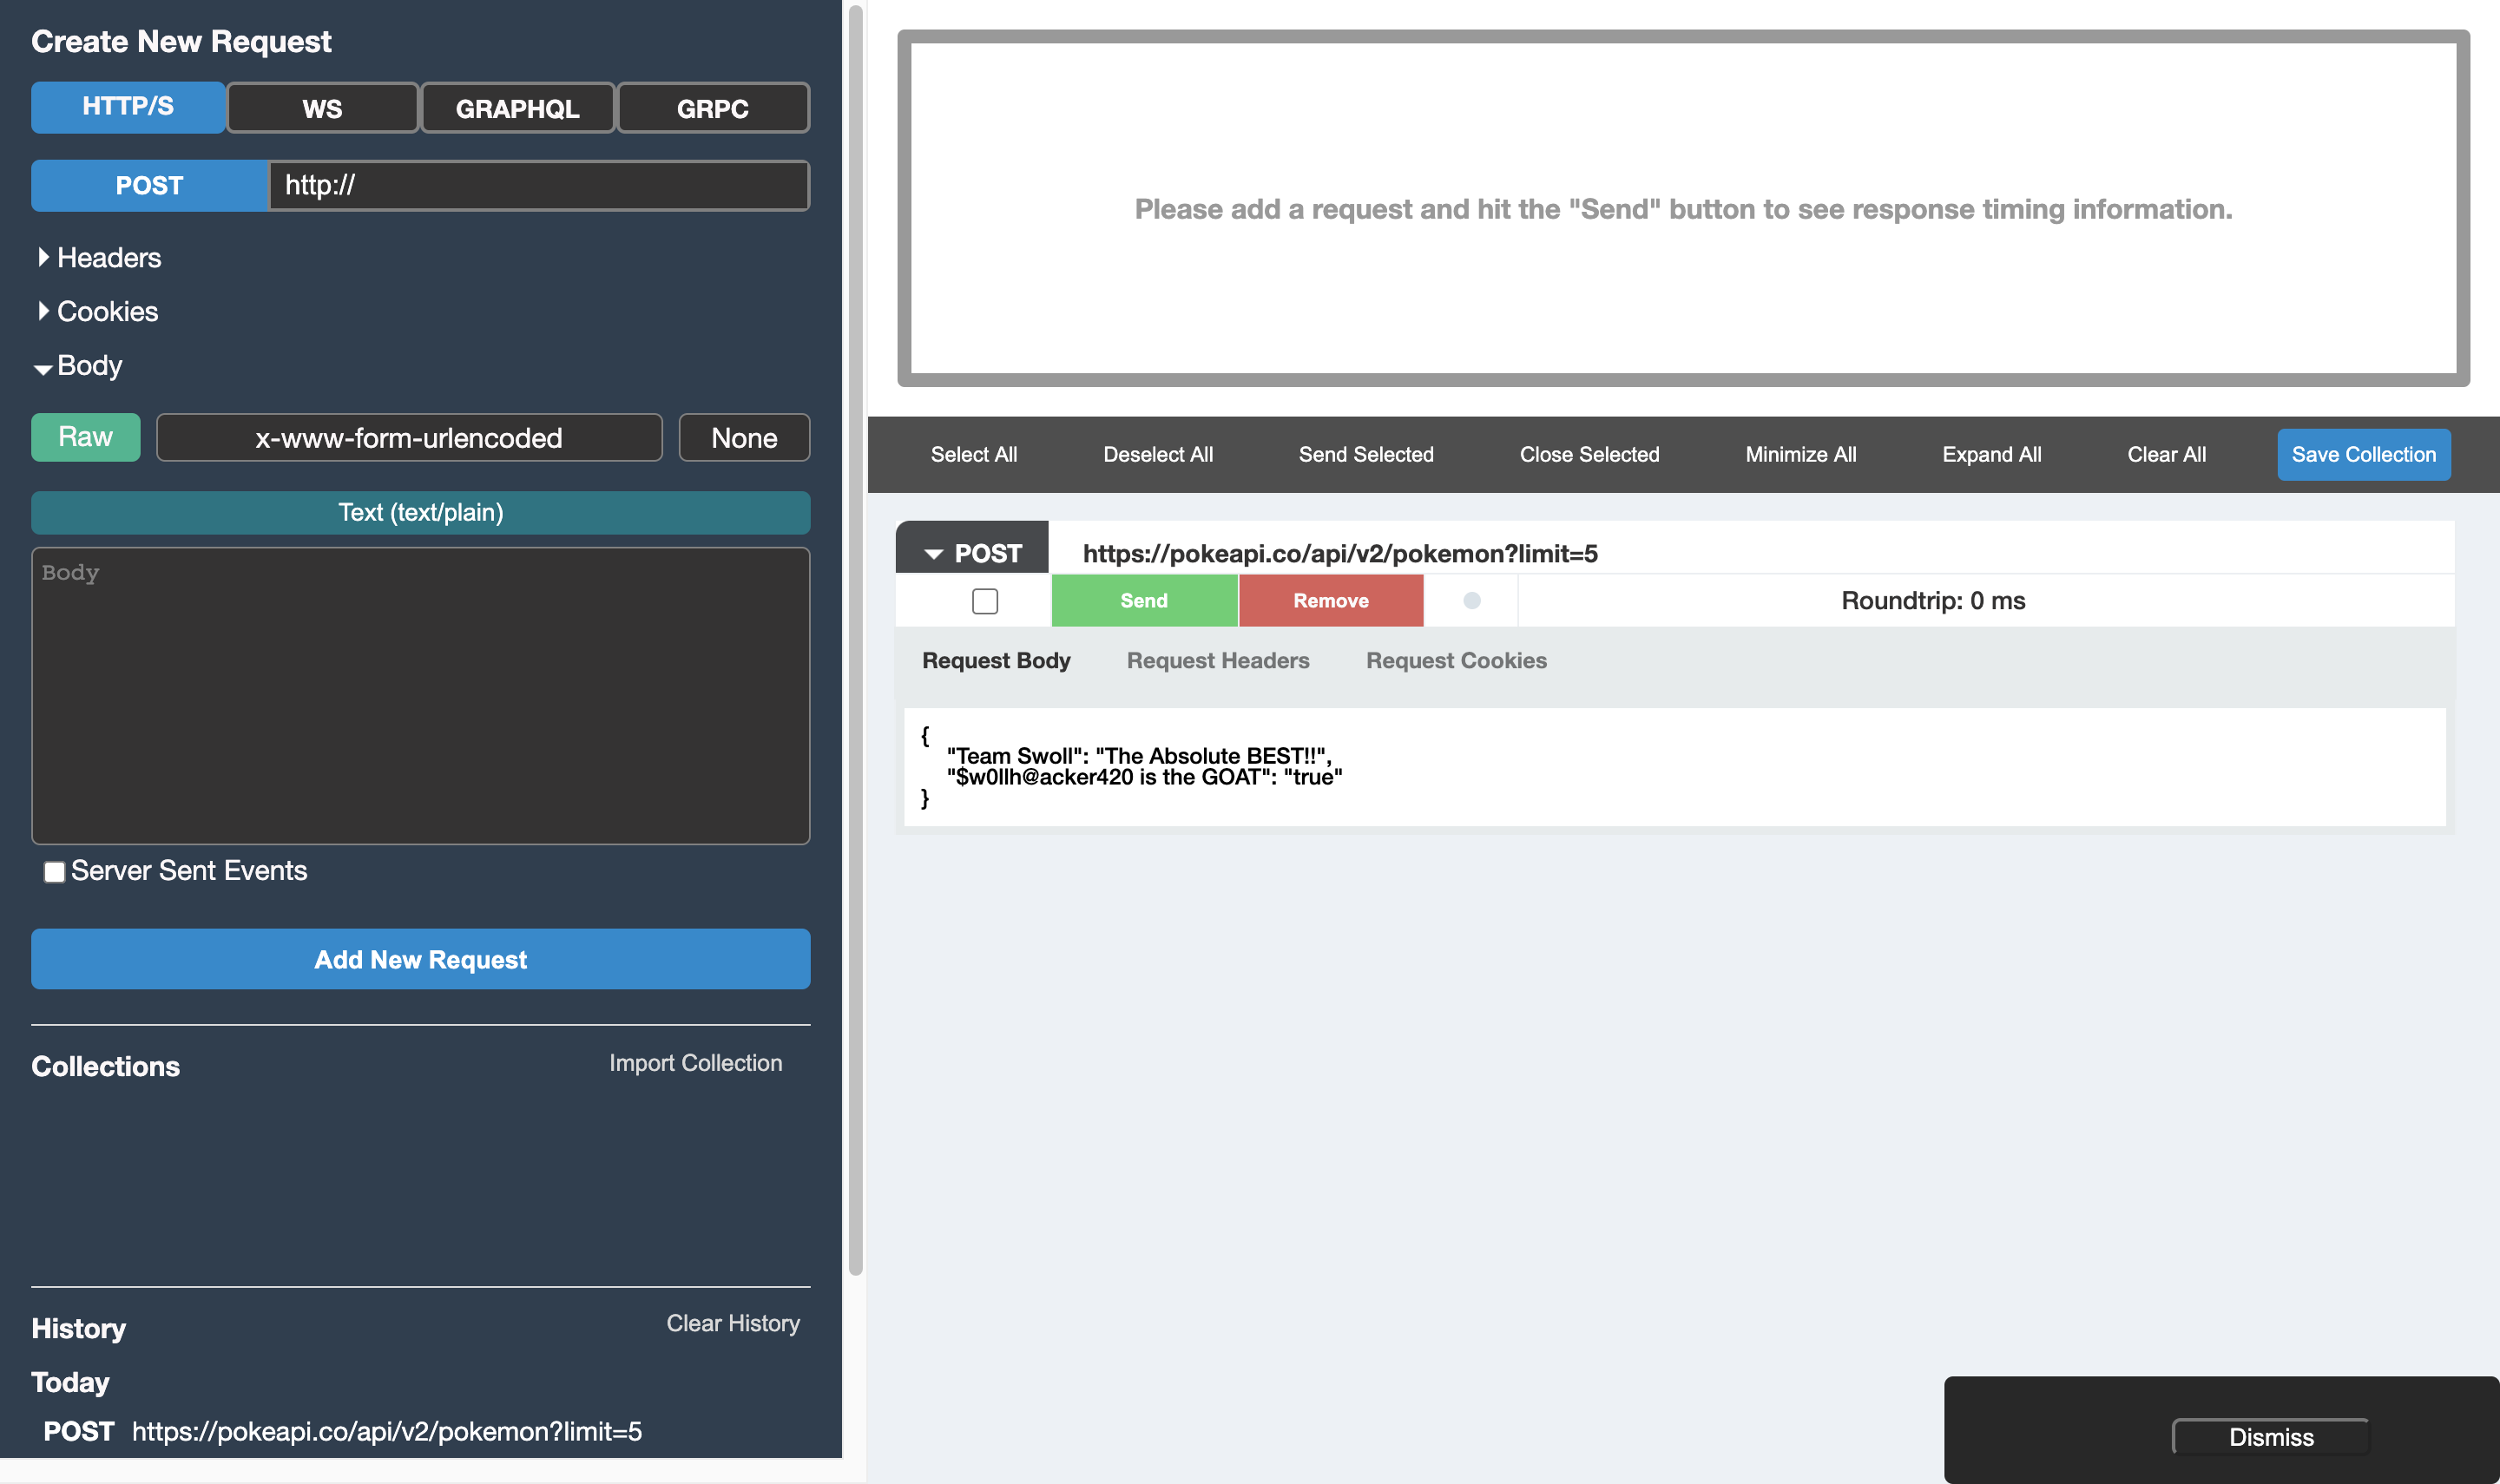 Create New Request
HTTP/S WS GRAPHQL GRPC
POST http://
Headers
Cookies
Body
Raw x-www-form-urlencoded None
Text (text/plain)
Body
Server Sent Events
Add New Request
Collections Import Collection
History Clear History
Today
POST https://pokeapi.co/api/v2/pokemon?limit=5
Please add a request and hit the "Send" button to see response timing information.
Select All Deselect All Send Selected Close Selected Minimize All Expand All Clear All Save Collection
POST https://pokeapi.co/api/v2/pokemon?limit=5
Send Remove Roundtrip: 0 ms
Request Body Request Headers Request Cookies
{
"Team Swoll": "The Absolute BEST!!",
"$w0llh@acker420 is the GOAT": "true"
}
Dismiss